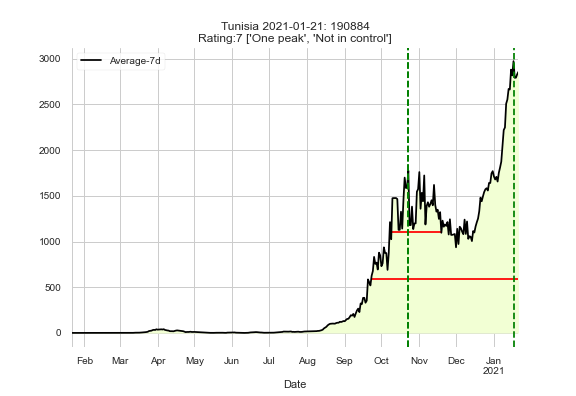 Tunisia 2021-01-21: 190884
Rating:7 ['One peak', 'Not in control']
Average-7d
3000
2500
2000
1500
1000
500
0
Feb Mar Apr May Jun Jul Aug Sep Oct Nov Dec Jan
2021
Date